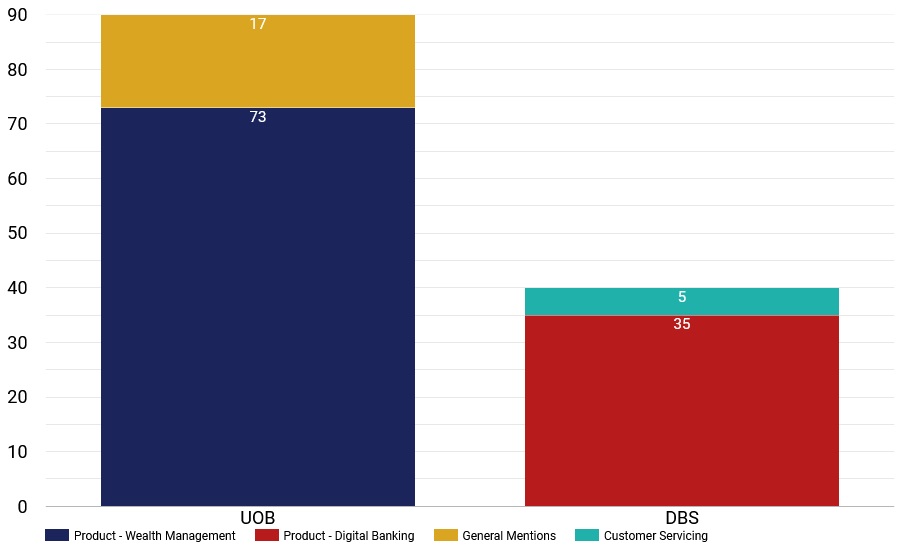 90
80
70
60
50
40
30
20
10
0
17
73
5
35
UOB
DBS
Product - Wealth Management
Product - Digital Banking
General Mentions
Customer Servicing